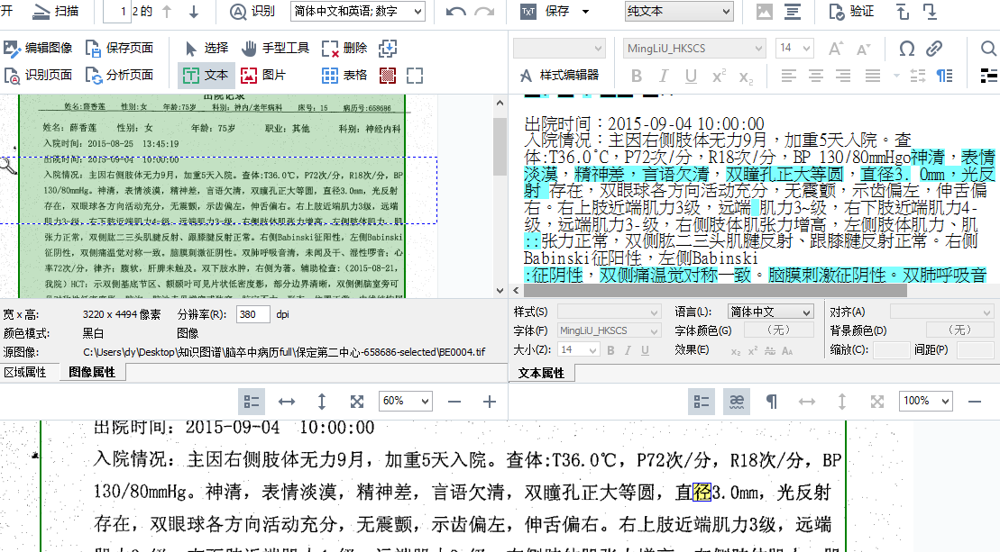 扫描
1 2的
识别
简体中文和英语; 数字
保存
纯文本
验证
编辑图像
保存页面
选择
手型工具
删除
MingLiU_HKSCS
14
识别页面
分析页面
文本
图片
表格
样式编辑器
B I U x² x₂
出院记录
姓名:薛香莲 性别:女 年龄:75岁 科别:神内/老年病科 床号: 15 病历号:658686
姓名: 薛香莲 性别: 女 年龄: 75岁 职业: 其他 科别: 神经内科
入院时间: 2015-08-25 13:45:19
出院时间: 2015-09-04 10:00:00
入院情况: 主因右侧肢体无力9月, 加重5天入院。查体:T36.0℃, P72次/分, R18次/分, BP
130/80mmHg。神清, 表情淡漠, 精神差, 言语欠清, 双瞳孔正大等圆, 直径3.0mm, 光反射
存在, 双眼球各方向活动充分, 无震颤, 示齿偏左, 伸舌偏右。右上肢近端肌力3级, 远端
肌力3-级, 右下肢近端肌力4-级, 远端肌力3-级, 右侧肢体肌张力增高, 左侧肢体肌力、肌
张力正常, 双侧肱二三头肌腱反射、跟膝腱反射正常。右侧Babinski征阳性, 左侧Babinski
征阴性, 双侧痛温觉对称一致。脑膜刺激征阴性。双肺呼吸音清, 未闻及干、湿性啰音; 心
率72次/分, 律齐; 腹软, 肝脾未触及。双下肢水肿, 右侧为著。辅助检查: (2015-08-21,
我院) HCT: 示双侧基底节区、额颞叶可见片状低密度影, 部分边界清晰, 双侧侧脑室旁可
出院时间：2015-09-04 10:00:00
入院情况：主因右侧肢体无力9月，加重5天入院。查
体:T36.0℃，P72次/分，R18次/分，BP 130/80mmHgo神清，表情
淡漠，精神差，言语欠清，双瞳孔正大等圆，直径3. 0mm，光反
射 存在，双眼球各方向活动充分，无震颤，示齿偏左，伸舌偏
右。右上肢近端肌力3级，远端 肌力3~级，右下肢近端肌力4-
级，远端肌力3-级，右侧肢体肌张力增高，左侧肢体肌力、肌
::张力正常，双侧肱二三头肌腱反射、跟膝腱反射正常。右侧
Babinski征阳性，左侧Babinski
:征阴性，双侧痛温觉对称一致。脑膜刺激征阴性。双肺呼吸音
宽 x 高: 3220 x 4494 像素 分辨率(R): 380 dpi
颜色模式: 黑白 图像
源图像: C:\Users\dy\Desktop\知识图谱\脑卒中病历full\保定第二中心-658686-selected\BE0004.tif
区域属性 图像属性
样式(S) 语言(L): 简体中文 对齐(A)
字体(F) MingLiU_HKSCS 字体颜色(G) (无) 背景颜色(D) (无)
大小(Z): 14 B I U 效果(E) 缩放(C): 间距(P)
文本属性
60%
100%
出院时间: 2015-09-04 10:00:00
入院情况: 主因右侧肢体无力9月, 加重5天入院。查体:T36.0℃, P72次/分, R18次/分, BP
130/80mmHg。神清, 表情淡漠, 精神差, 言语欠清, 双瞳孔正大等圆, 直径3.0mm, 光反射
存在, 双眼球各方向活动充分, 无震颤, 示齿偏左, 伸舌偏右。右上肢近端肌力3级, 远端